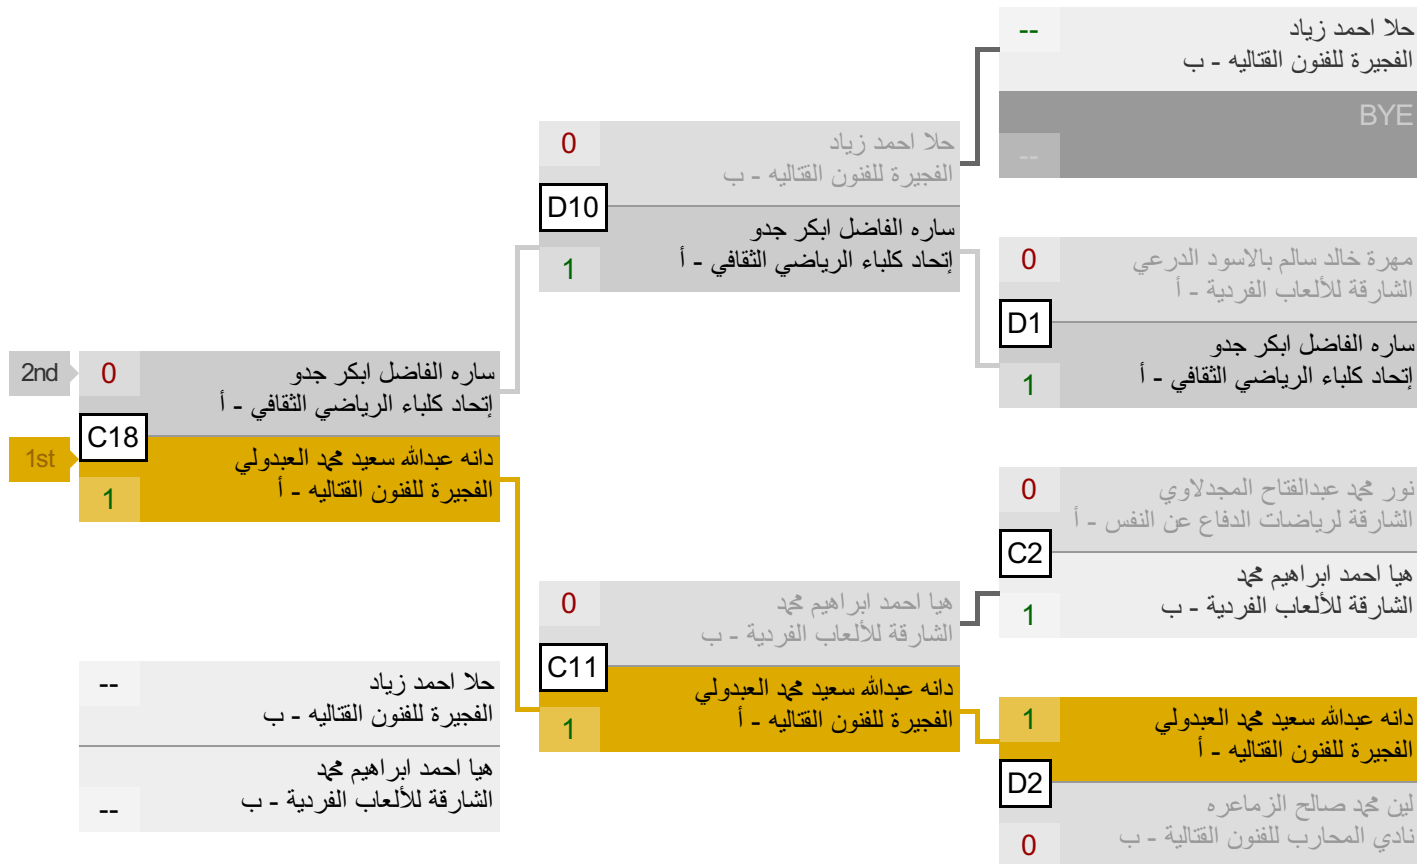 --
حلا احمد زياد
الفجيرة للفنون القتاليه - ب
BYE
--
0
حلا احمد زياد
الفجيرة للفنون القتاليه - ب
D10
ساره الفاضل ابكر جدو
إتحاد كلباء الرياضي الثقافي - أ
1
0
مهرة خالد سالم بالاسود الدرعي
الشارقة للألعاب الفردية - أ
D1
ساره الفاضل ابكر جدو
إتحاد كلباء الرياضي الثقافي - أ
1
2nd
0
ساره الفاضل ابكر جدو
إتحاد كلباء الرياضي الثقافي - أ
C18
1st
دانه عبدالله سعيد محمد العبدولي
الفجيرة للفنون القتاليه - أ
1
0
نور محمد عبدالفتاح المجدلاوي
الشارقة لرياضات الدفاع عن النفس - أ
C2
هيا احمد ابراهيم محمد
الشارقة للألعاب الفردية - ب
1
0
هيا احمد ابراهيم محمد
الشارقة للألعاب الفردية - ب
C11
دانه عبدالله سعيد محمد العبدولي
الفجيرة للفنون القتاليه - أ
1
--
حلا احمد زياد
الفجيرة للفنون القتاليه - ب
هيا احمد ابراهيم محمد
الشارقة للألعاب الفردية - ب
--
1
دانه عبدالله سعيد محمد العبدولي
الفجيرة للفنون القتاليه - أ
D2
لين محمد صالح الزماعره
نادي المحارب للفنون القتالية - ب
0